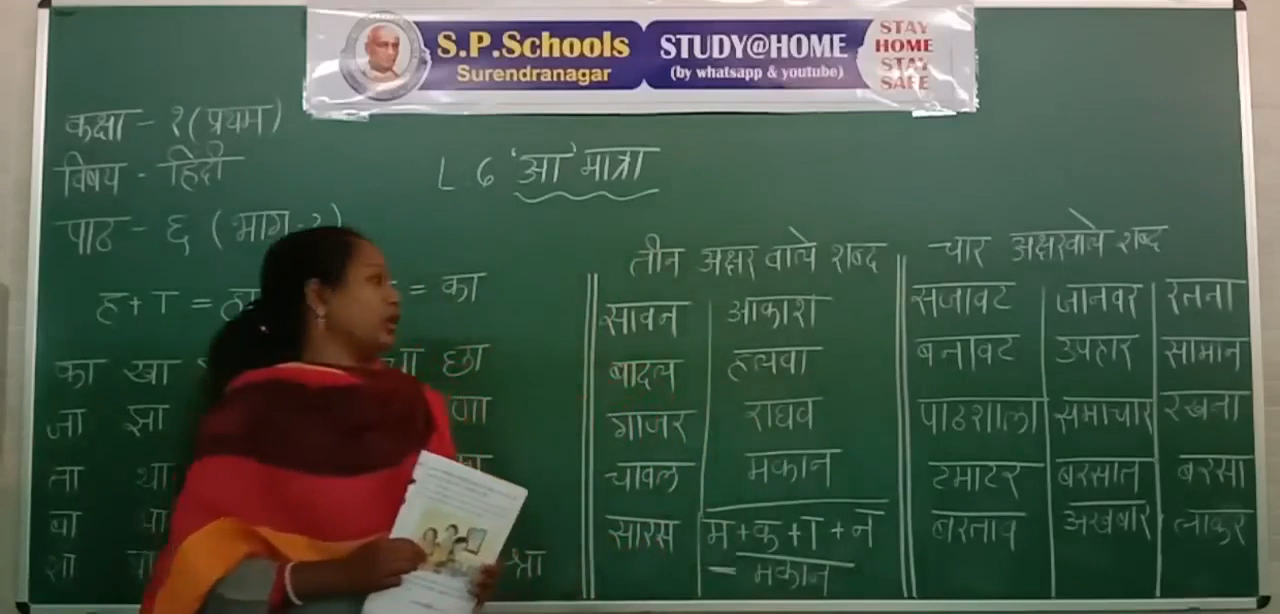 S.P.Schools
Surendranagar
STUDY@HOME
(by whatsapp & youtube)
STAY
HOME
STAY
SAFE
कक्षा - १ (प्रथम)
विषय - हिंदी
पाठ - ६ (भाग-
L 6 'आ' मात्रा
ह + ा =
= का
का खा
छा
जा झा
णा
ता था
शा
श्रा
तीन अक्षर वाले शब्द
सावन आकाश
बादल हलवा
गाजर राघव
चावल मकान
सारस म + क + ा + न
= मकान
चार अक्षरवाले शब्द
सजावट जानवर
बनावट उपहार सामान
पाठशाला समाचार रखना
टमाटर बरसात बरसा
बरताव अखबार